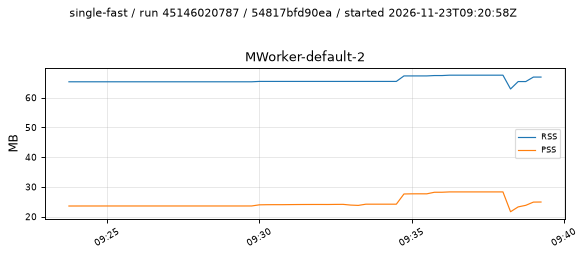 single-fast / run 45146020787 / 54817bfd90ea / started 2026-11-23T09:20:58Z
MWorker-default-2
MB
60
50
40
30
20
RSS
PSS
09:25
09:30
09:35
09:40